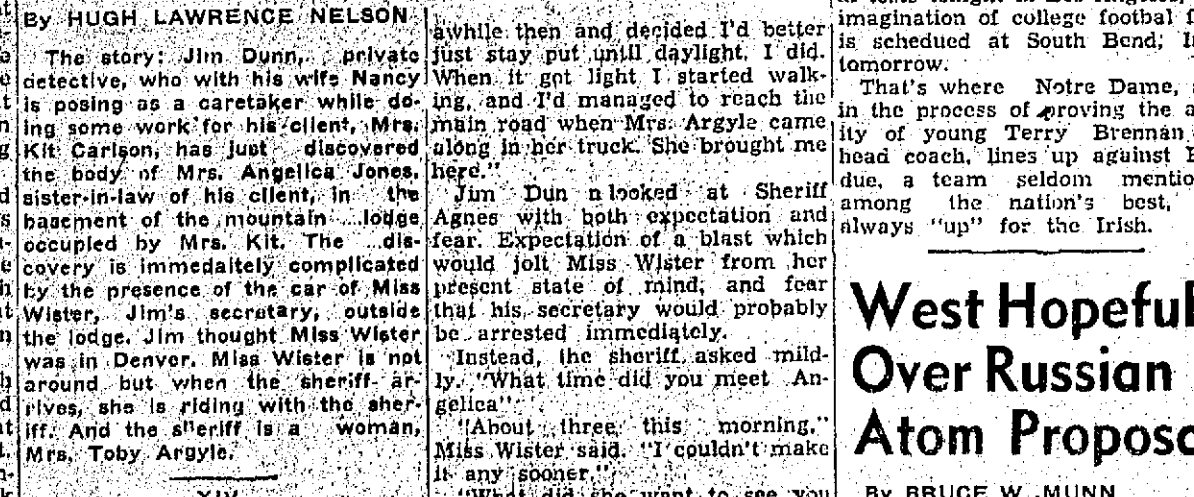 By HUGH LAWRENCE NELSON
The story: Jim Dunn, private
detective, who with his wife Nancy
is posing as a caretaker while do-
ing some work for his client, Mrs.
Kit Carlson, has just discovered
the body of Mrs. Angelica Jones,
sister-in-law of his client, in the
basement of the mountain lodge
occupied by Mrs. Kit. The dis-
covery is immedaitely complicated
by the presence of the car of Miss
Wister, Jim's secretary, outside
the lodge. Jim thought Miss Wister
was in Denver. Miss Wister is not
around but when the sheriff ar-
rives, she is riding with the sher-
iff. And the sheriff is a woman,
Mrs. Toby Argyle.
XIV
awhile then and decided I'd better
just stay put until daylight. I did.
When it got light I started walk-
ing, and I'd managed to reach the
main road when Mrs. Argyle came
along in her truck. She brought me
here."
Jim Dun n looked at Sheriff
Agnes with both expectation and
fear. Expectation of a blast which
would jolt Miss Wister from her
present state of mind, and fear
that his secretary would probably
be arrested immediately.
Instead, the sheriff asked mild-
ly. "What time did you meet An-
gelica"
"About three this morning,"
Miss Wister said. "I couldn't make
it any sooner."
"What did she want to see you
imagination of college footbal
is schedued at South Bend,
tomorrow.
That's where Notre Dame,
in the process of proving the
ity of young Terry Brennan
head coach, lines up against
due, a team seldom mentio
among the nation's best,
always "up" for the Irish.
West Hopeful
Over Russian
Atom Propos
By BRUCE W. MUNN